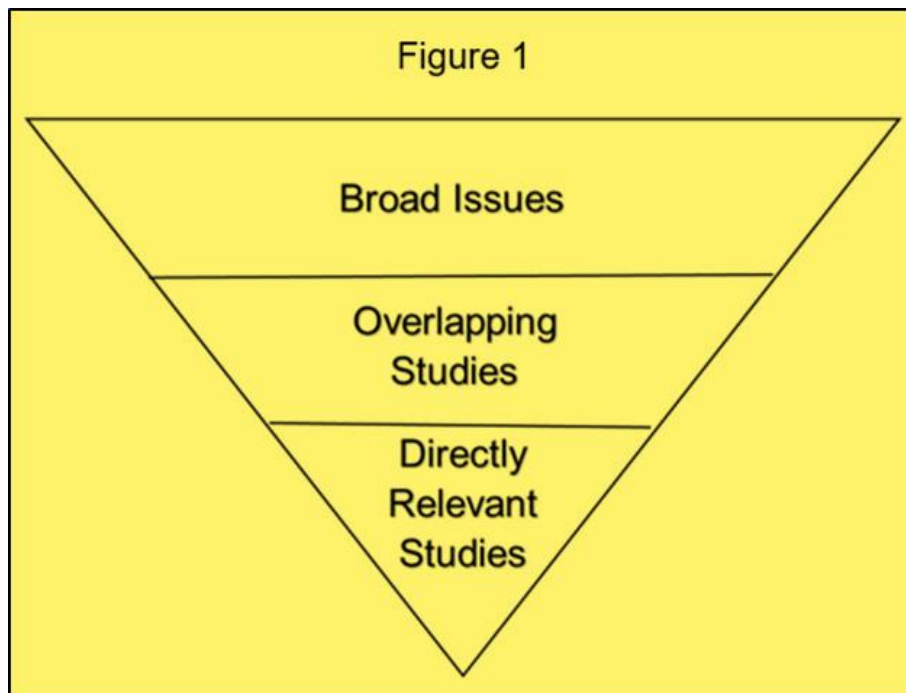 Figure 1
Broad Issues
Overlapping
Studies
Directly
Relevant
Studies